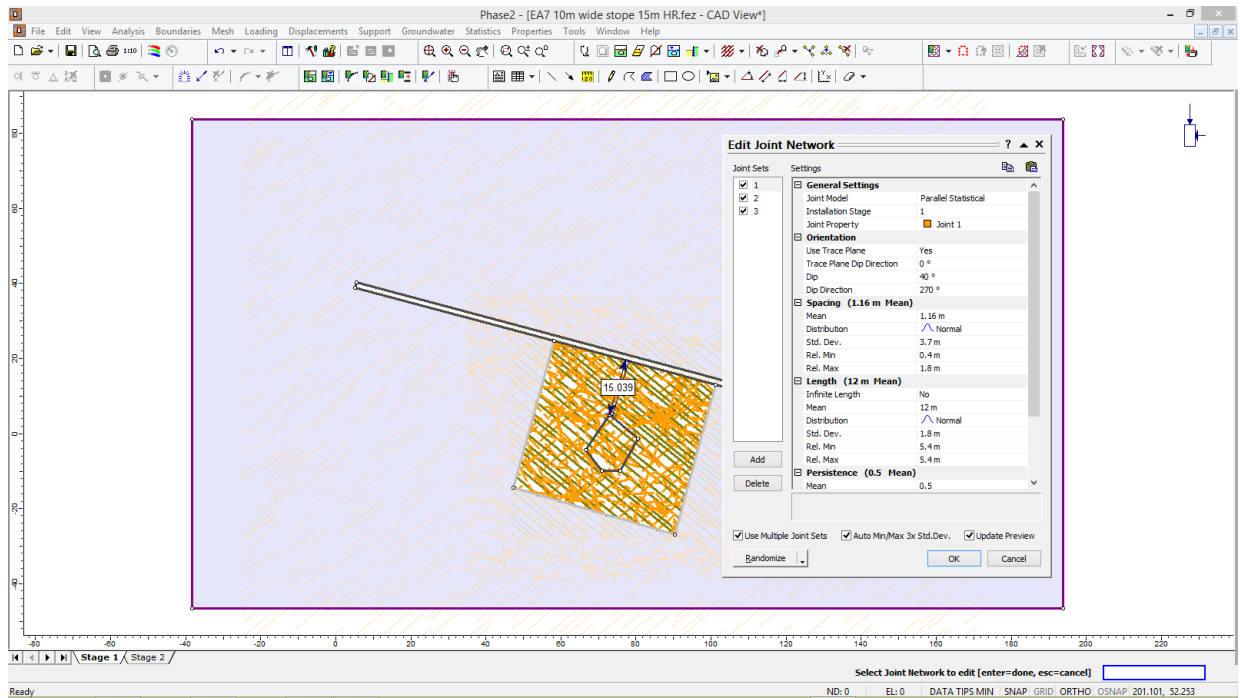 Phase2 - [EA7 10m wide stope 15m HR.fez - CAD View*]
File Edit View Analysis Boundaries Mesh Loading Displacements Support Groundwater Statistics Properties Tools Window Help
1:10
Edit Joint Network
Joint Sets Settings
1
2
3
General Settings
Joint Model Parallel Statistical
Installation Stage 1
Joint Property Joint 1
Orientation
Use Trace Plane Yes
Trace Plane Dip Direction 0 °
Dip 40 °
Dip Direction 270 °
Spacing (1.16 m Mean)
Mean 1.16 m
Distribution Normal
Std. Dev. 3.7 m
Rel. Min 0.4 m
Rel. Max 1.8 m
Length (12 m Mean)
Infinite Length No
Mean 12 m
Distribution Normal
Std. Dev. 1.8 m
Rel. Min 5.4 m
Rel. Max 5.4 m
Persistence (0.5 Mean)
Mean 0.5
Add
Delete
Use Multiple Joint Sets Auto Min/Max 3x Std.Dev. Update Preview
Randomize OK Cancel
15.039
80
60
40
20
0
-20
-40
-80 -60 -40 -20 0 20 40 60 80 100 120 140 160 180 200 220
Stage 1 Stage 2
Select Joint Network to edit [enter=done, esc=cancel]
Ready ND: 0 EL: 0 DATA TIPS MIN SNAP GRID ORTHO OSNAP 201.101, 52.253